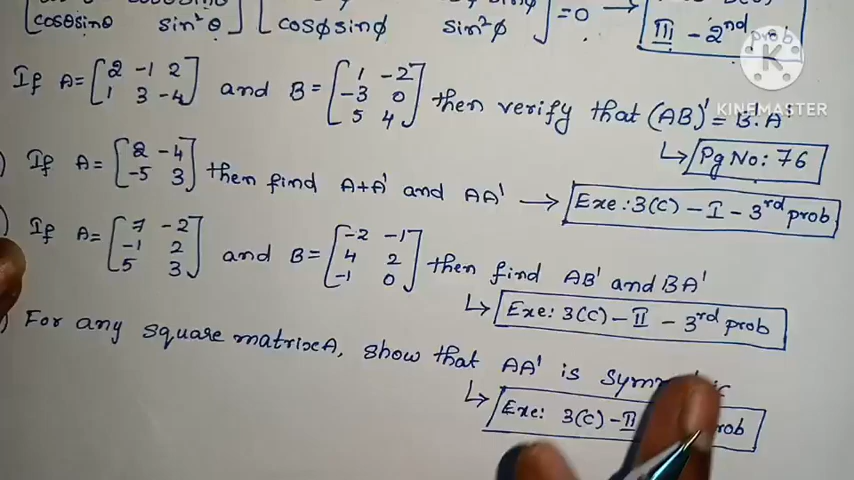 [cosθsinθ sin²θ] [cosϕsinϕ sin²ϕ] =0 →
III - 2nd prob
KINEMASTER
If A= [2 -1 2 / 1 3 -4] and B= [1 -2 / -3 0 / 5 4] then verify that (AB)' = B'.A'
↳ Pg No: 76
) If A= [2 -4 / -5 3] then find A+A' and AA' → Exe: 3(c) - I - 3rd prob
) If A= [7 -2 / -1 2 / 5 3] and B= [-2 -1 / 4 2 / -1 0] then find AB' and BA'
↳ Exe: 3(c) - II - 3rd prob
) For any square matrix A, show that AA' is
↳ Exe: 3(c) - II